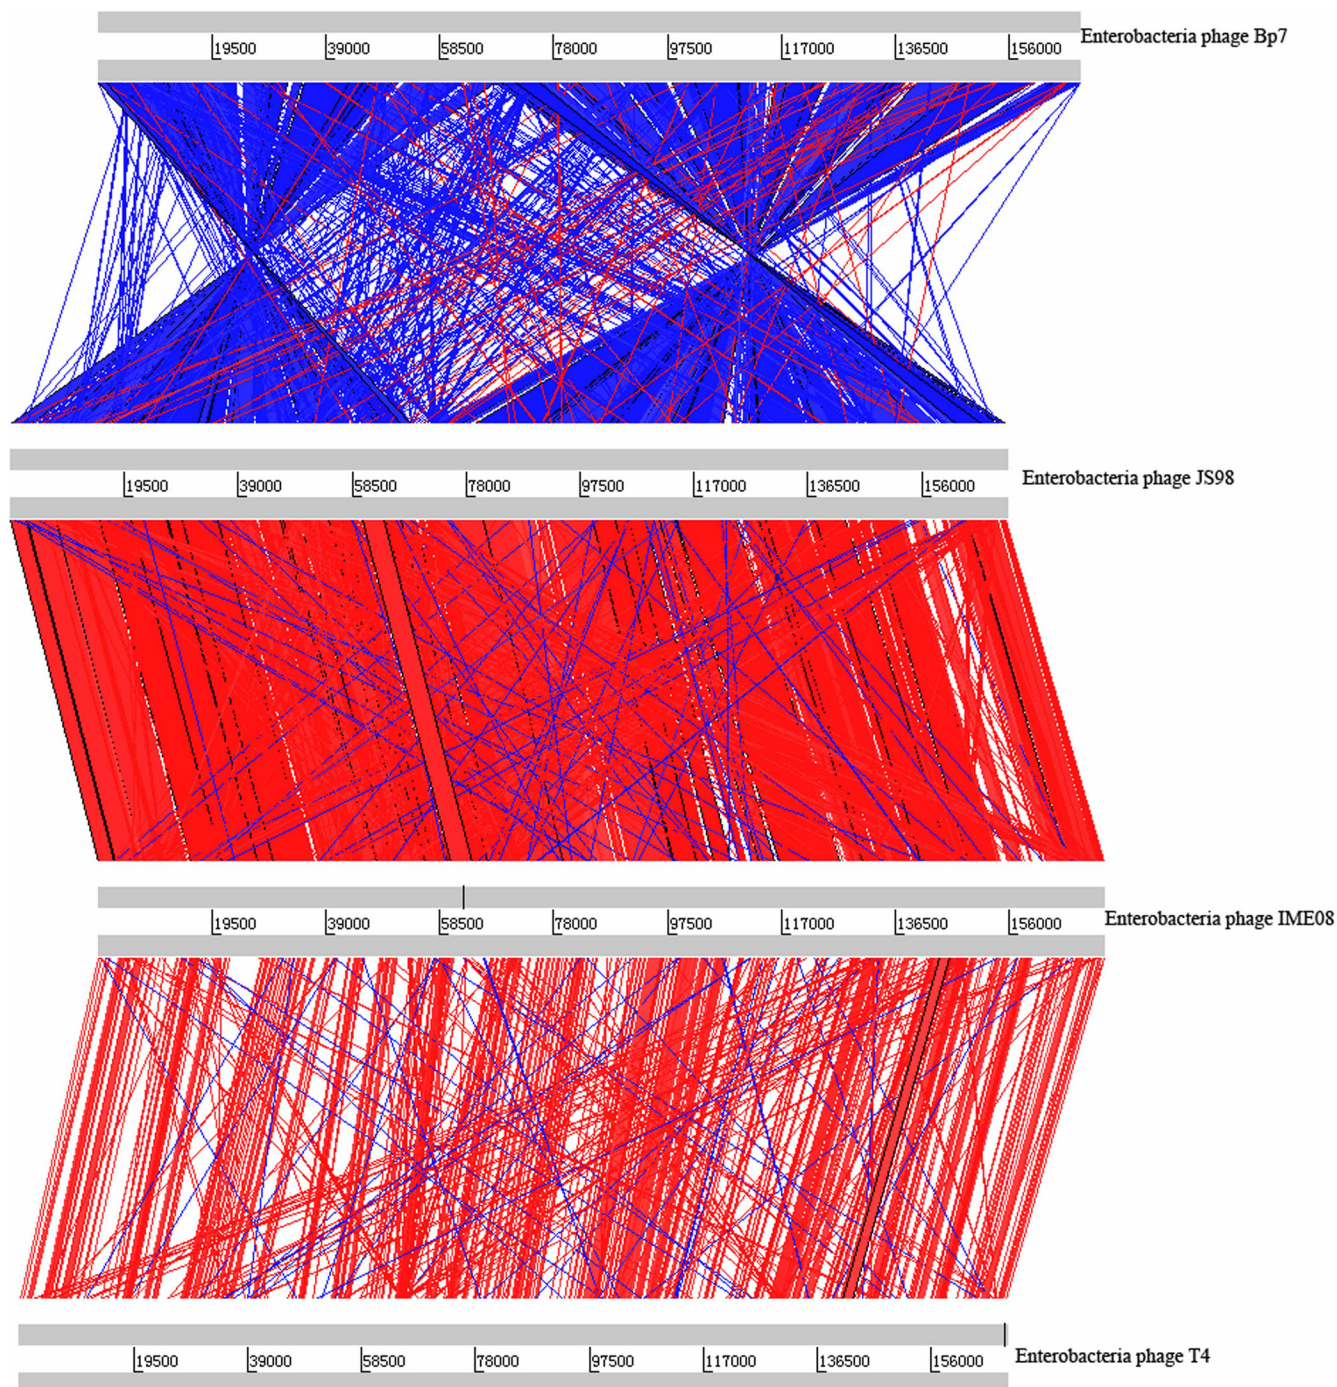 19500 39000 58500 78000 97500 117000 136500 156000 Enterobacteria phage Bp7
19500 39000 58500 78000 97500 117000 136500 156000 Enterobacteria phage JS98
19500 39000 58500 78000 97500 117000 136500 156000 Enterobacteria phage IME08
19500 39000 58500 78000 97500 117000 136500 156000 Enterobacteria phage T4